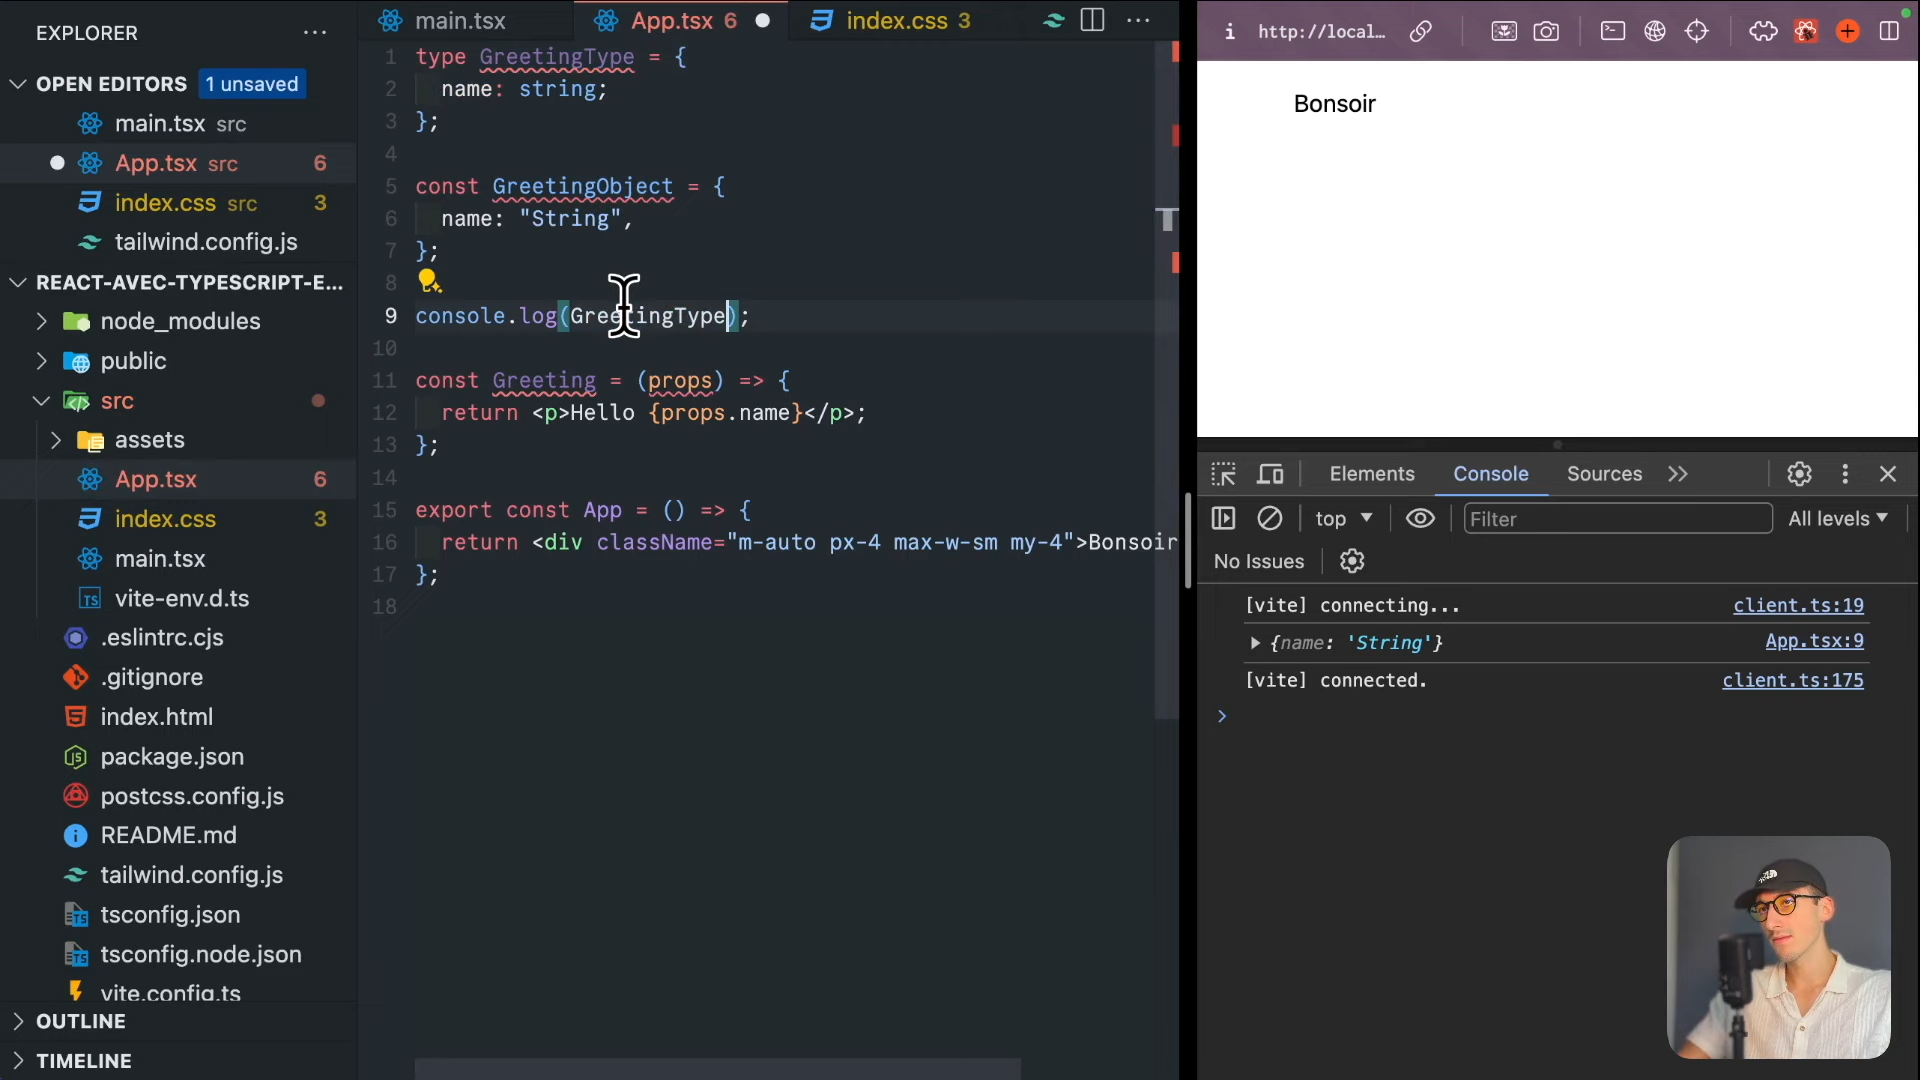 EXPLORER
OPEN EDITORS 1 unsaved
main.tsx src
App.tsx src 6
index.css src 3
tailwind.config.js
REACT-AVEC-TYPESCRIPT-E...
node_modules
public
src
assets
App.tsx 6
index.css 3
main.tsx
vite-env.d.ts
.eslintrc.cjs
.gitignore
index.html
package.json
postcss.config.js
README.md
tailwind.config.js
tsconfig.json
tsconfig.node.json
vite.config.ts
OUTLINE
TIMELINE
main.tsx App.tsx 6 index.css 3
1 type GreetingType = {
2 name: string;
3 };
4
5 const GreetingObject = {
6 name: "String",
7 };
8
9 console.log(GreetingType);
10
11 const Greeting = (props) => {
12 return <p>Hello {props.name}</p>;
13 };
14
15 export const App = () => {
16 return <div className="m-auto px-4 max-w-sm my-4">Bonsoir
17 };
18
http://local...
Bonsoir
Elements Console Sources
top Filter All levels
No Issues
[vite] connecting... client.ts:19
{name: 'String'} App.tsx:9
[vite] connected. client.ts:175